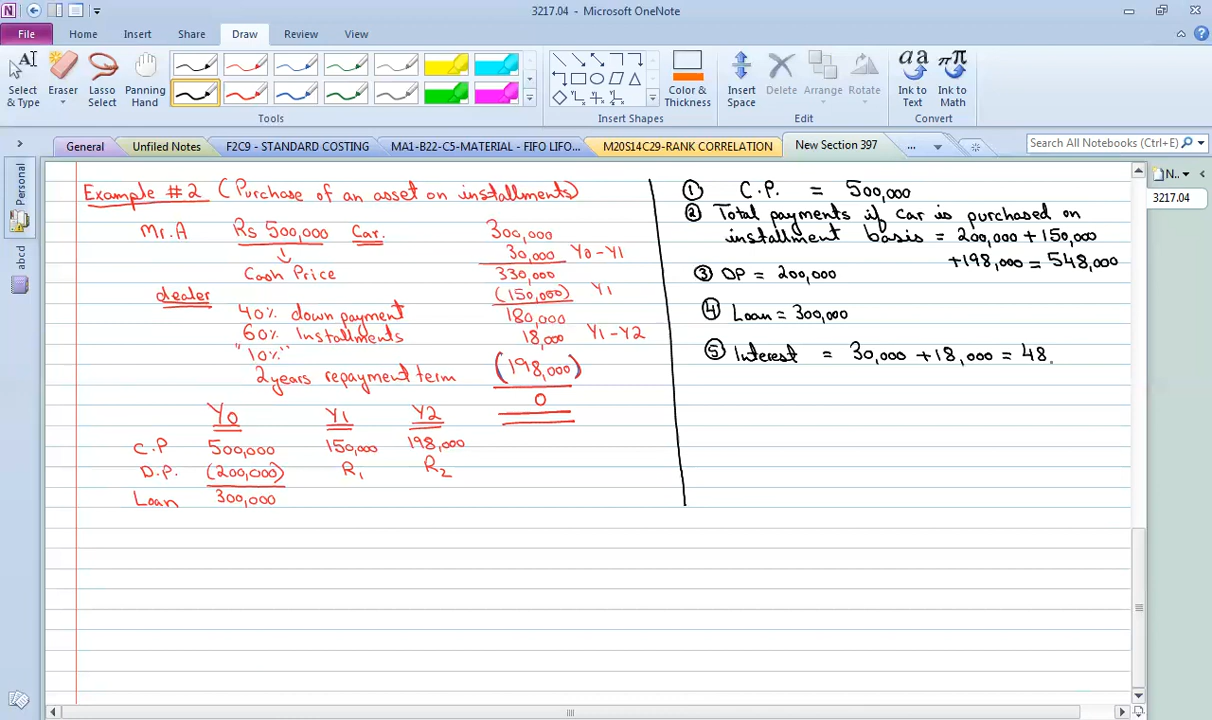 3217.04 - Microsoft OneNote
File Home Insert Share Draw Review View
Select & Type
Eraser
Lasso Select
Panning Hand
Color & Thickness
Insert Space
Delete
Arrange
Rotate
Ink to Text
Ink to Math
Tools
Insert Shapes
Edit
Convert
General
Unfiled Notes
F2C9 - STANDARD COSTING
MA1-B22-C5-MATERIAL - FIFO LIFO...
M20S14C29-RANK CORRELATION
New Section 397
...
Search All Notebooks (Ctrl+E)
Personal
abcd
N..
3217.04
Example # 2 (Purchase of an asset on installments)
Mr.A Rs 500,000 Car. 300,000
30,000 Y0 - Y1
Cash Price 330,000
dealer (150,000) Y1
40% down payment 180,000
60% Installments 18,000 Y1 - Y2
"10%"
2 years repayment term (198,000)
0
Y0 Y1 Y2
C.P 500,000 150,000 198,000
D.P. (200,000) R1 R2
Loan 300,000
① C.P. = 500,000
② Total payments if car is purchased on
installment basis = 200,000 + 150,000
+198,000 = 548,000
③ DP = 200,000
④ Loan = 300,000
⑤ Interest = 30,000 + 18,000 = 48,